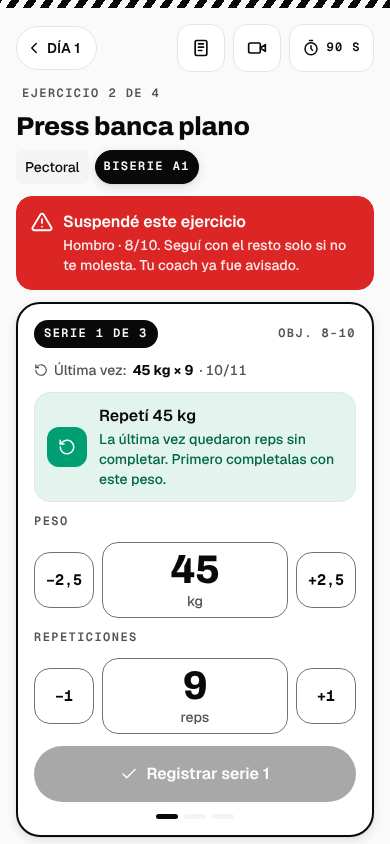 DÍA 1
90 S
EJERCICIO 2 DE 4
Press banca plano
Pectoral
BISERIE A1
Suspendé este ejercicio
Hombro · 8/10. Seguí con el resto solo si no
te molesta. Tu coach ya fue avisado.
SERIE 1 DE 3
OBJ. 8-10
Última vez: 45 kg × 9 · 10/11
Repetí 45 kg
La última vez quedaron reps sin
completar. Primero completalas con
este peso.
PESO
−2,5
45
kg
+2,5
REPETICIONES
−1
9
reps
+1
Registrar serie 1